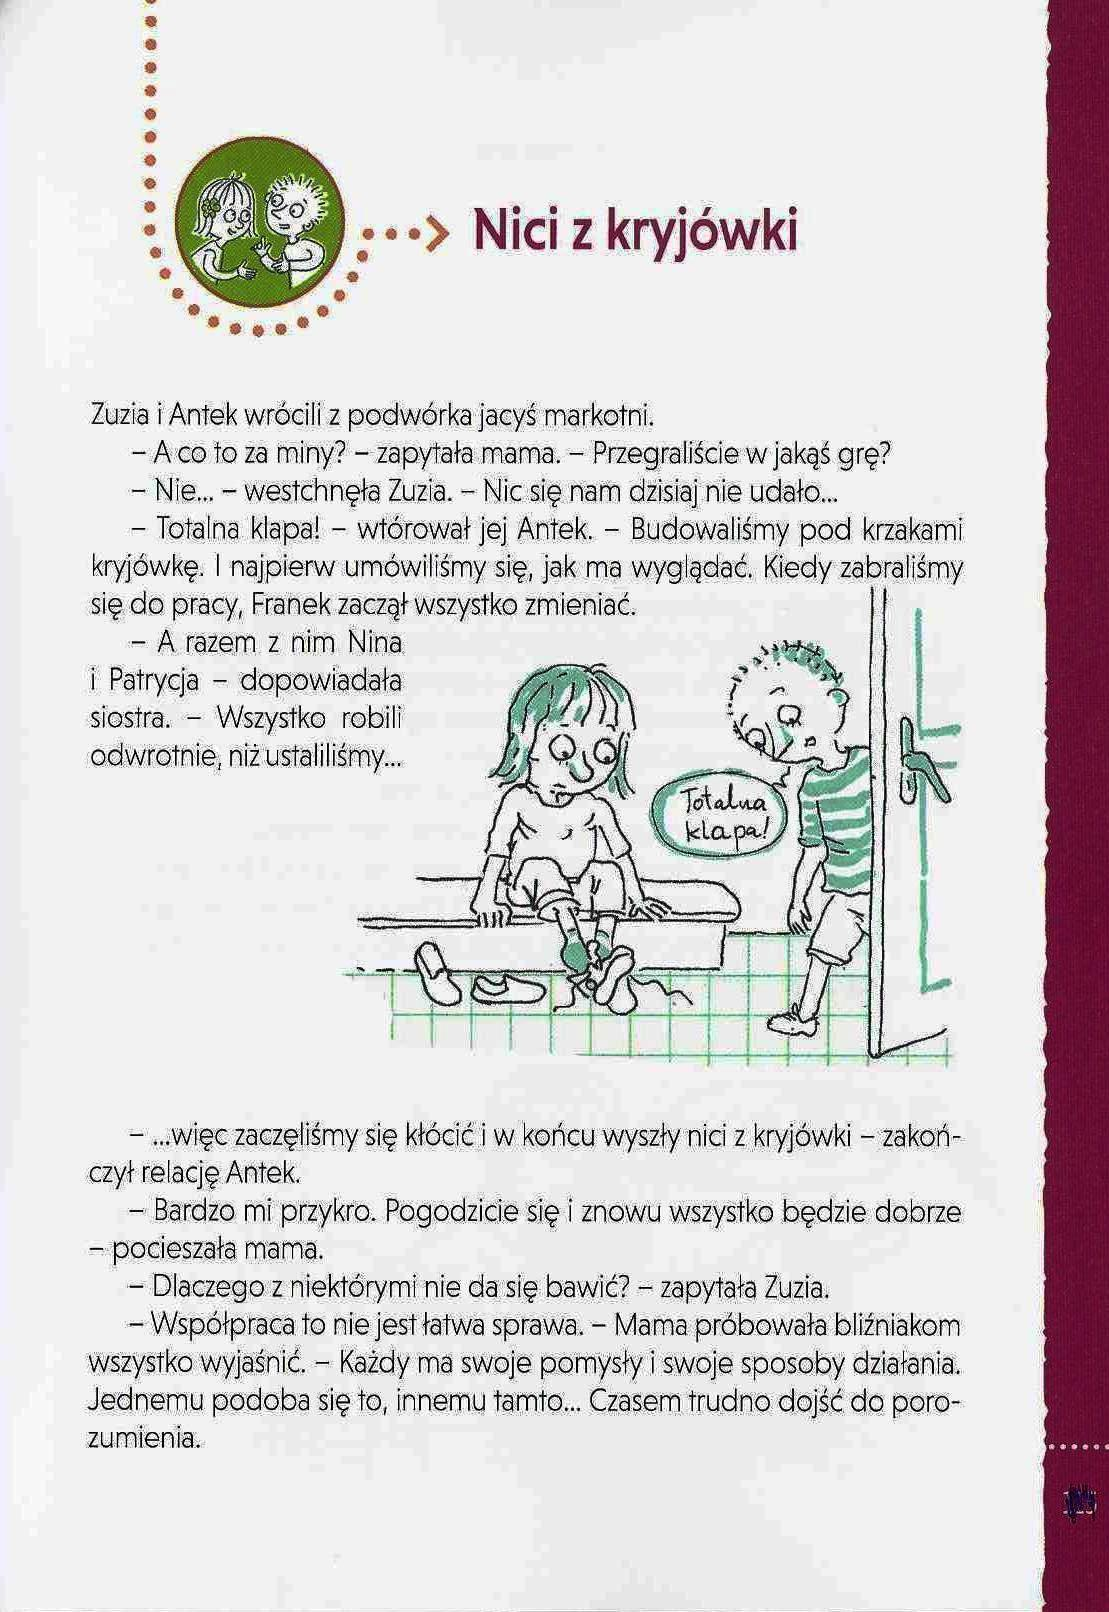 Nici z kryjówki
Zuzia i Antek wrócili z podwórka jacyś markotni.
– A co to za miny? – zapytała mama. – Przegraliście w jakąś grę?
– Nie... – westchnęła Zuzia. – Nic się nam dzisiaj nie udało...
– Totalna klapa! – wtórował jej Antek. – Budowaliśmy pod krzakami
kryjówkę. I najpierw umówiliśmy się, jak ma wyglądać. Kiedy zabraliśmy
się do pracy, Franek zaczął wszystko zmieniać.
– A razem z nim Nina
i Patrycja – dopowiadała
siostra. – Wszystko robili
odwrotnie, niż ustaliliśmy...
Totalna
klapa!
– ...więc zaczęliśmy się kłócić i w końcu wyszły nici z kryjówki – zakoń-
czył relację Antek.
– Bardzo mi przykro. Pogodzicie się i znowu wszystko będzie dobrze
– pocieszała mama.
– Dlaczego z niektórymi nie da się bawić? – zapytała Zuzia.
– Współpraca to nie jest łatwa sprawa. – Mama próbowała bliźniakom
wszystko wyjaśnić. – Każdy ma swoje pomysły i swoje sposoby działania.
Jednemu podoba się to, innemu tamto... Czasem trudno dojść do poro-
zumienia.